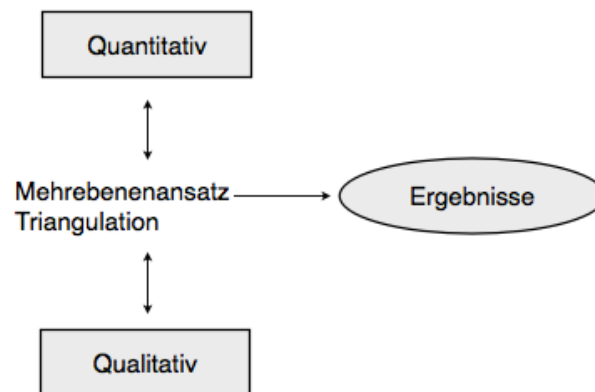 Quantitativ
Mehrebenenansatz
Triangulation
Ergebnisse
Qualitativ